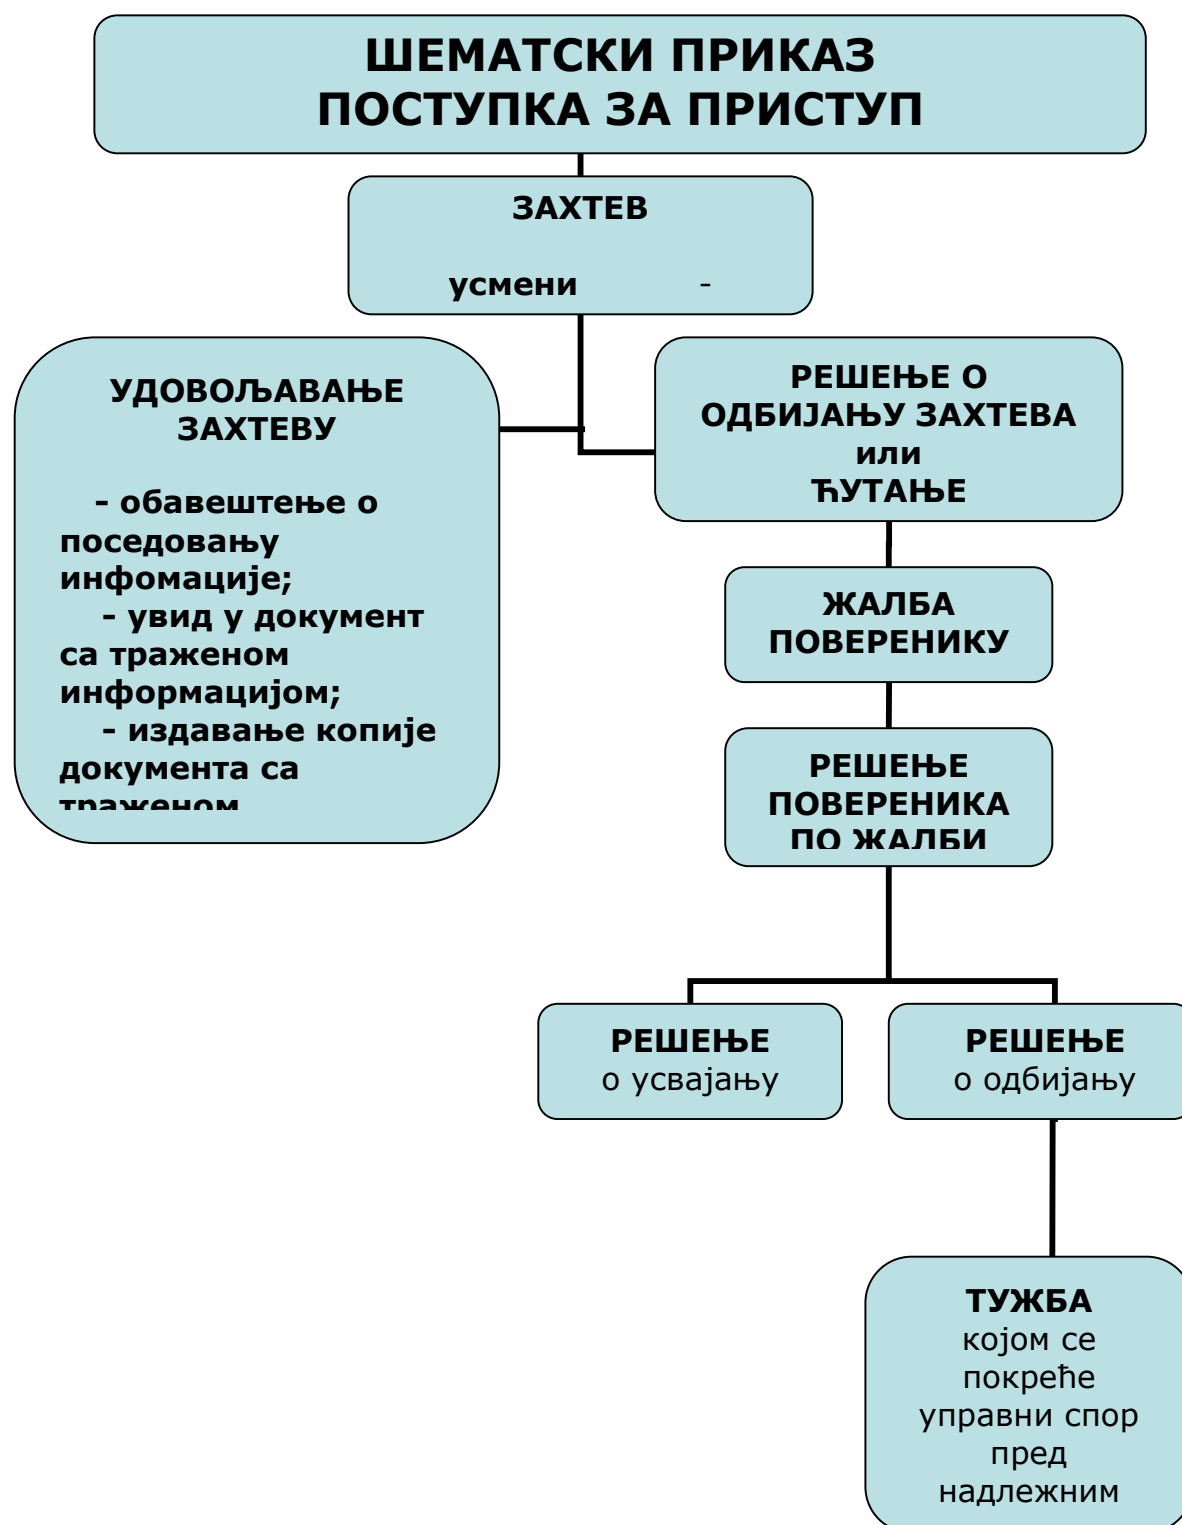 ШЕМАТСКИ ПРИКАЗ
ПОСТУПКА ЗА ПРИСТУП
ЗАХТЕВ
усмени -
УДОВОЉАВАЊЕ
ЗАХТЕВУ
- обавештење о
поседовању
инфомације;
- увид у документ
са траженом
информацијом;
- издавање копије
документа са
траженом
РЕШЕЊЕ О
ОДБИЈАЊУ ЗАХТЕВА
или
ЋУТАЊЕ
ЖАЛБА
ПОВЕРЕНИКУ
РЕШЕЊЕ
ПОВЕРЕНИКА
ПО ЖАЛБИ
РЕШЕЊЕ
о усвајању
РЕШЕЊЕ
о одбијању
ТУЖБА
којом се
покреће
управни спор
пред
надлежним